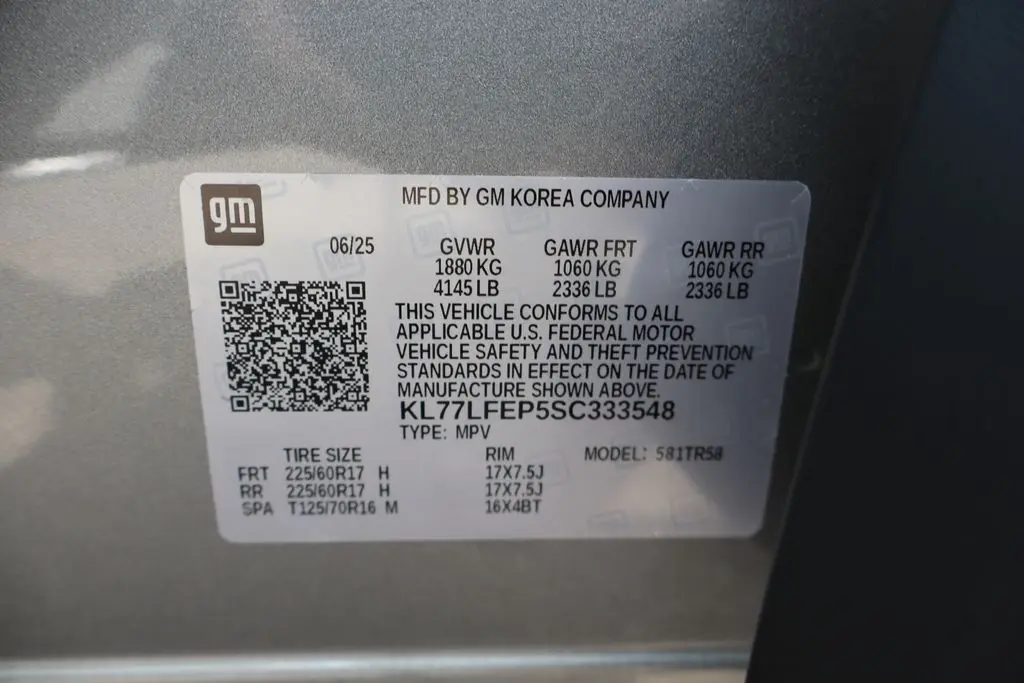 gm
MFD BY GM KOREA COMPANY
06/25 GVWR GAWR FRT GAWR RR
1880 KG 1060 KG 1060 KG
4145 LB 2336 LB 2336 LB
THIS VEHICLE CONFORMS TO ALL
APPLICABLE U.S. FEDERAL MOTOR
VEHICLE SAFETY AND THEFT PREVENTION
STANDARDS IN EFFECT ON THE DATE OF
MANUFACTURE SHOWN ABOVE.
KL77LFEP5SC333548
TYPE: MPV
TIRE SIZE RIM MODEL: 581TR58
FRT 225/60R17 H 17X7.5J
RR 225/60R17 H 17X7.5J
SPA T125/70R16 M 16X4BT